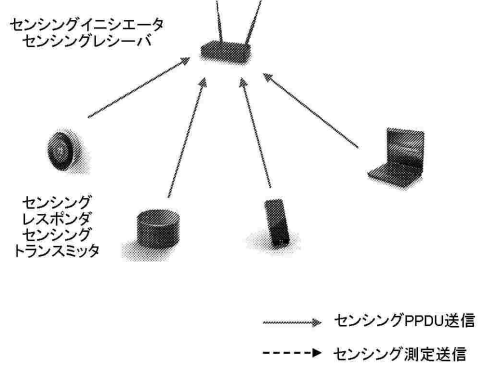 センシングイニシエータ
センシングレシーバ
センシング
レスポンダ
センシング
トランスミッタ
センシングPPDU送信
センシング測定送信